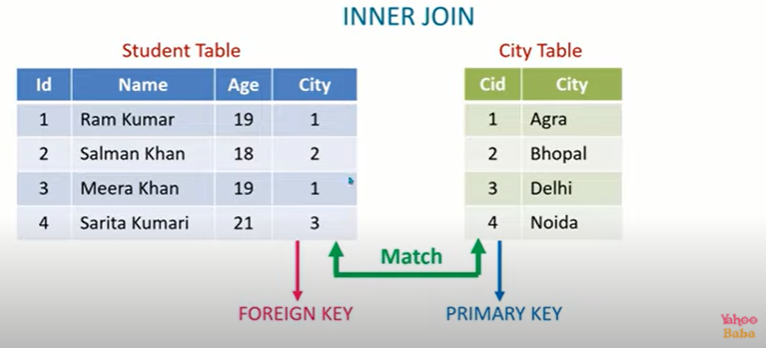 INNER JOIN
Student Table
City Table
Id Name Age City
Cid City
1 Ram Kumar 19 1
1 Agra
2 Salman Khan 18 2
2 Bhopal
3 Meera Khan 19 1
3 Delhi
4 Sarita Kumari 21 3
4 Noida
Match
FOREIGN KEY
PRIMARY KEY
Yahoo
Baba